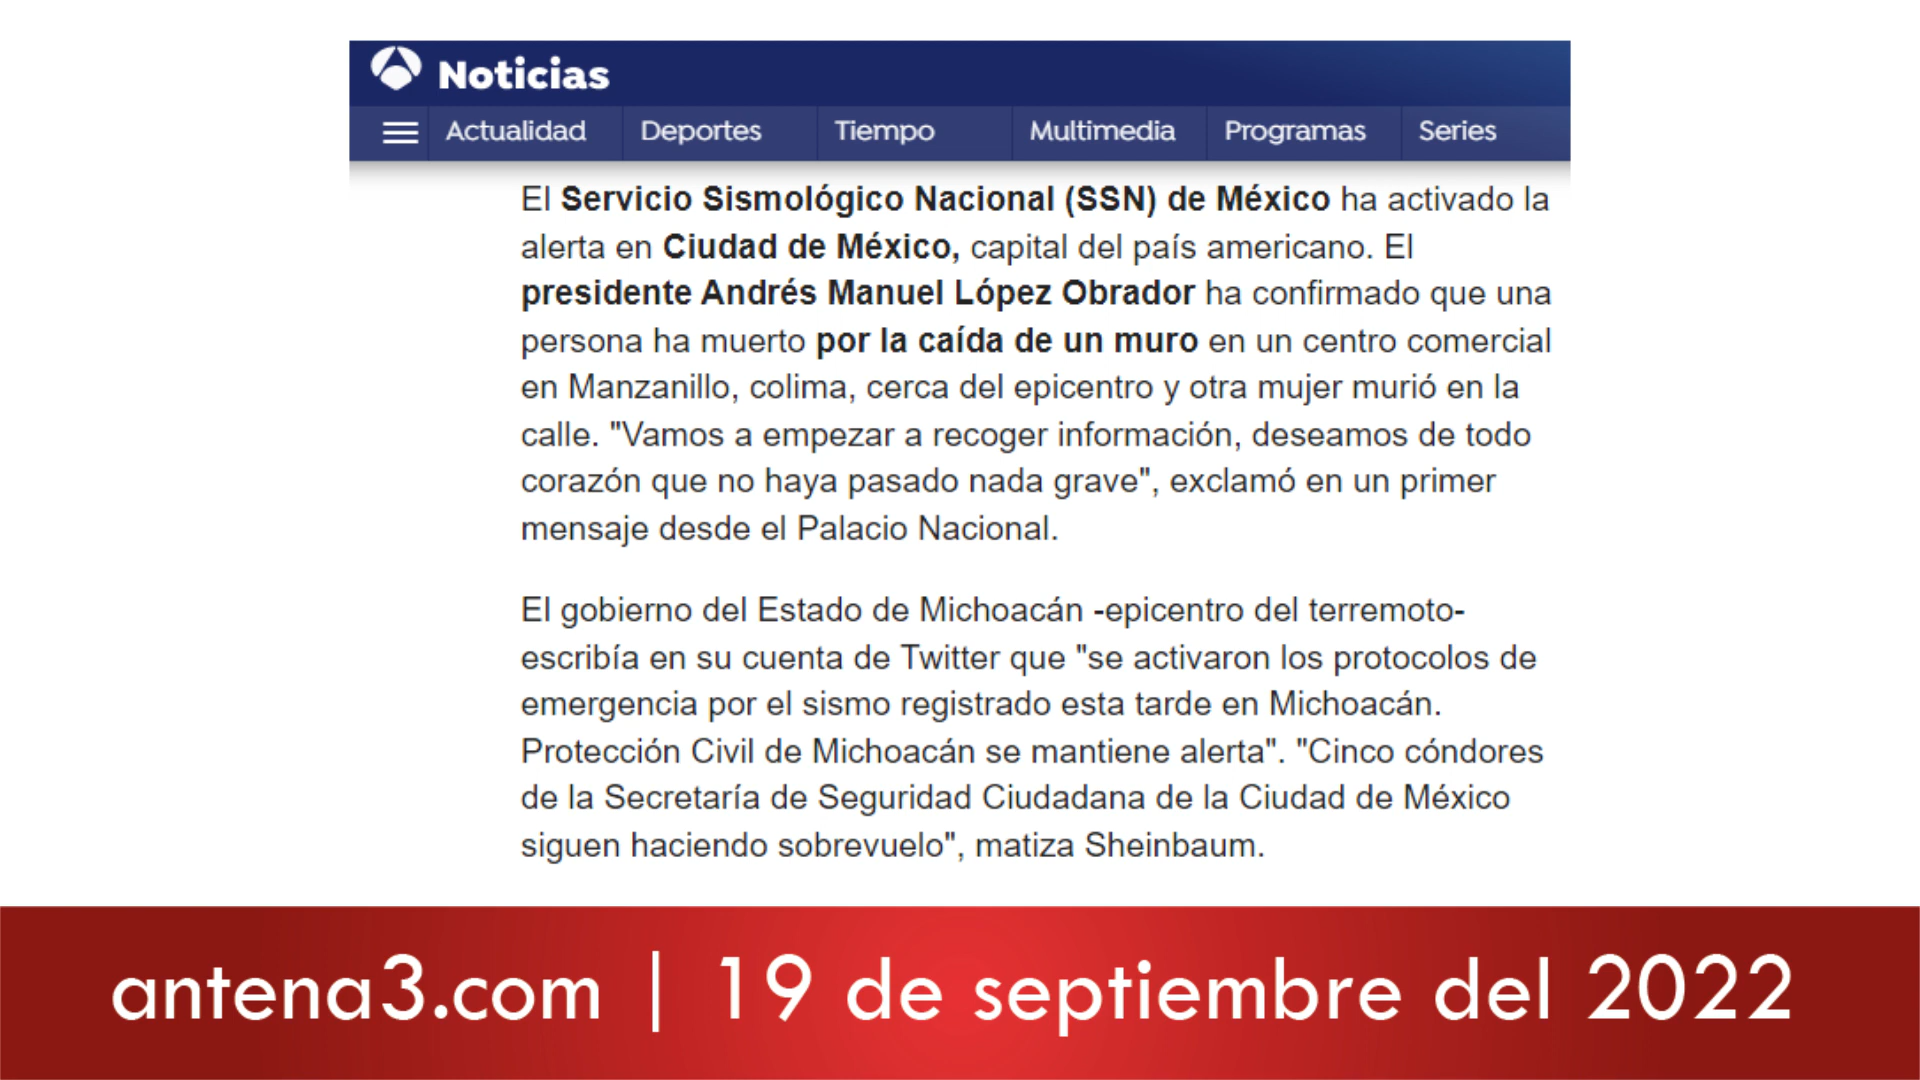 Noticias
Actualidad
Deportes
Tiempo
Multimedia
Programas
Series
El Servicio Sismológico Nacional (SSN) de México ha activado la
alerta en Ciudad de México, capital del país americano. El
presidente Andrés Manuel López Obrador ha confirmado que una
persona ha muerto por la caída de un muro en un centro comercial
en Manzanillo, colima, cerca del epicentro y otra mujer murió en la
calle. "Vamos a empezar a recoger información, deseamos de todo
corazón que no haya pasado nada grave", exclamó en un primer
mensaje desde el Palacio Nacional.
El gobierno del Estado de Michoacán -epicentro del terremoto-
escribía en su cuenta de Twitter que "se activaron los protocolos de
emergencia por el sismo registrado esta tarde en Michoacán.
Protección Civil de Michoacán se mantiene alerta". "Cinco cóndores
de la Secretaría de Seguridad Ciudadana de la Ciudad de México
siguen haciendo sobrevuelo", matiza Sheinbaum.
antena3.com | 19 de septiembre del 2022